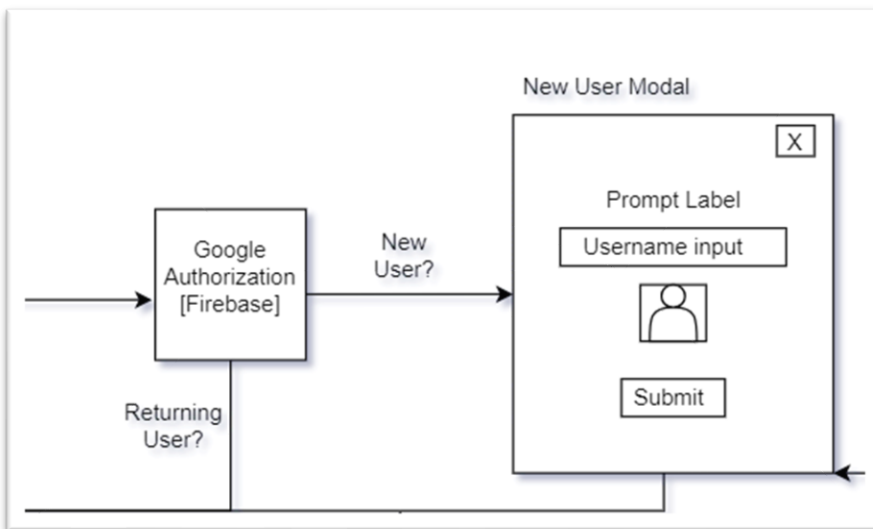 New User Modal
X
Prompt Label
Username input
Submit
Google
Authorization
[Firebase]
New
User?
Returning
User?